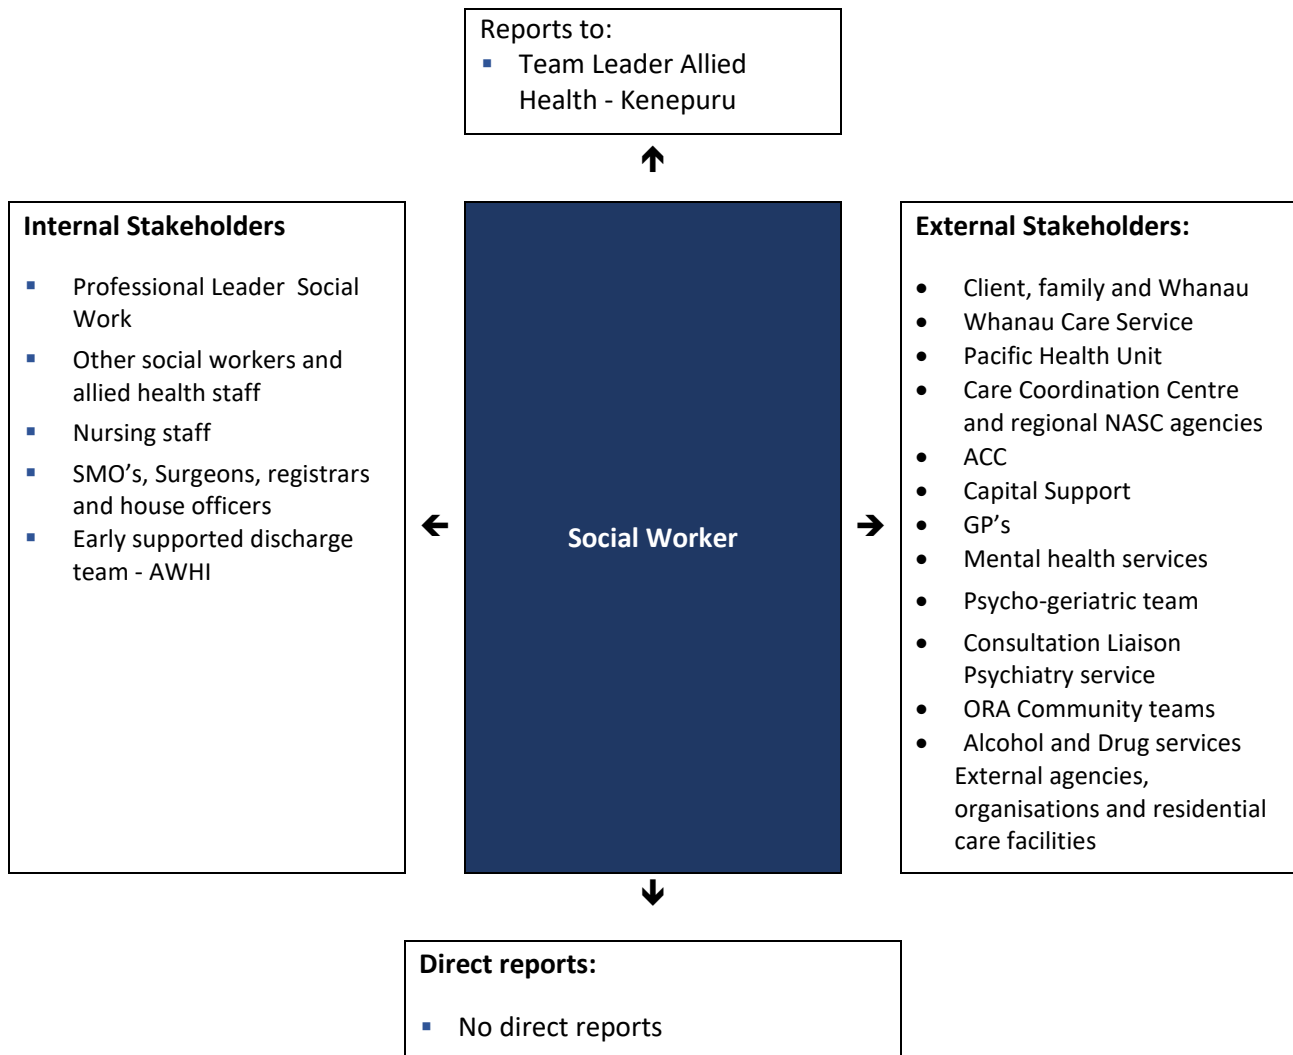 Reports to:
▪ Team Leader Allied
Health - Kenepuru
Internal Stakeholders
▪ Professional Leader Social
Work
▪ Other social workers and
allied health staff
▪ Nursing staff
▪ SMO’s, Surgeons, registrars
and house officers
▪ Early supported discharge
team - AWHI
Social Worker
External Stakeholders:
• Client, family and Whanau
• Whanau Care Service
• Pacific Health Unit
• Care Coordination Centre
and regional NASC agencies
• ACC
• Capital Support
• GP’s
• Mental health services
• Psycho-geriatric team
• Consultation Liaison
Psychiatry service
• ORA Community teams
• Alcohol and Drug services
External agencies,
organisations and residential
care facilities
Direct reports:
▪ No direct reports